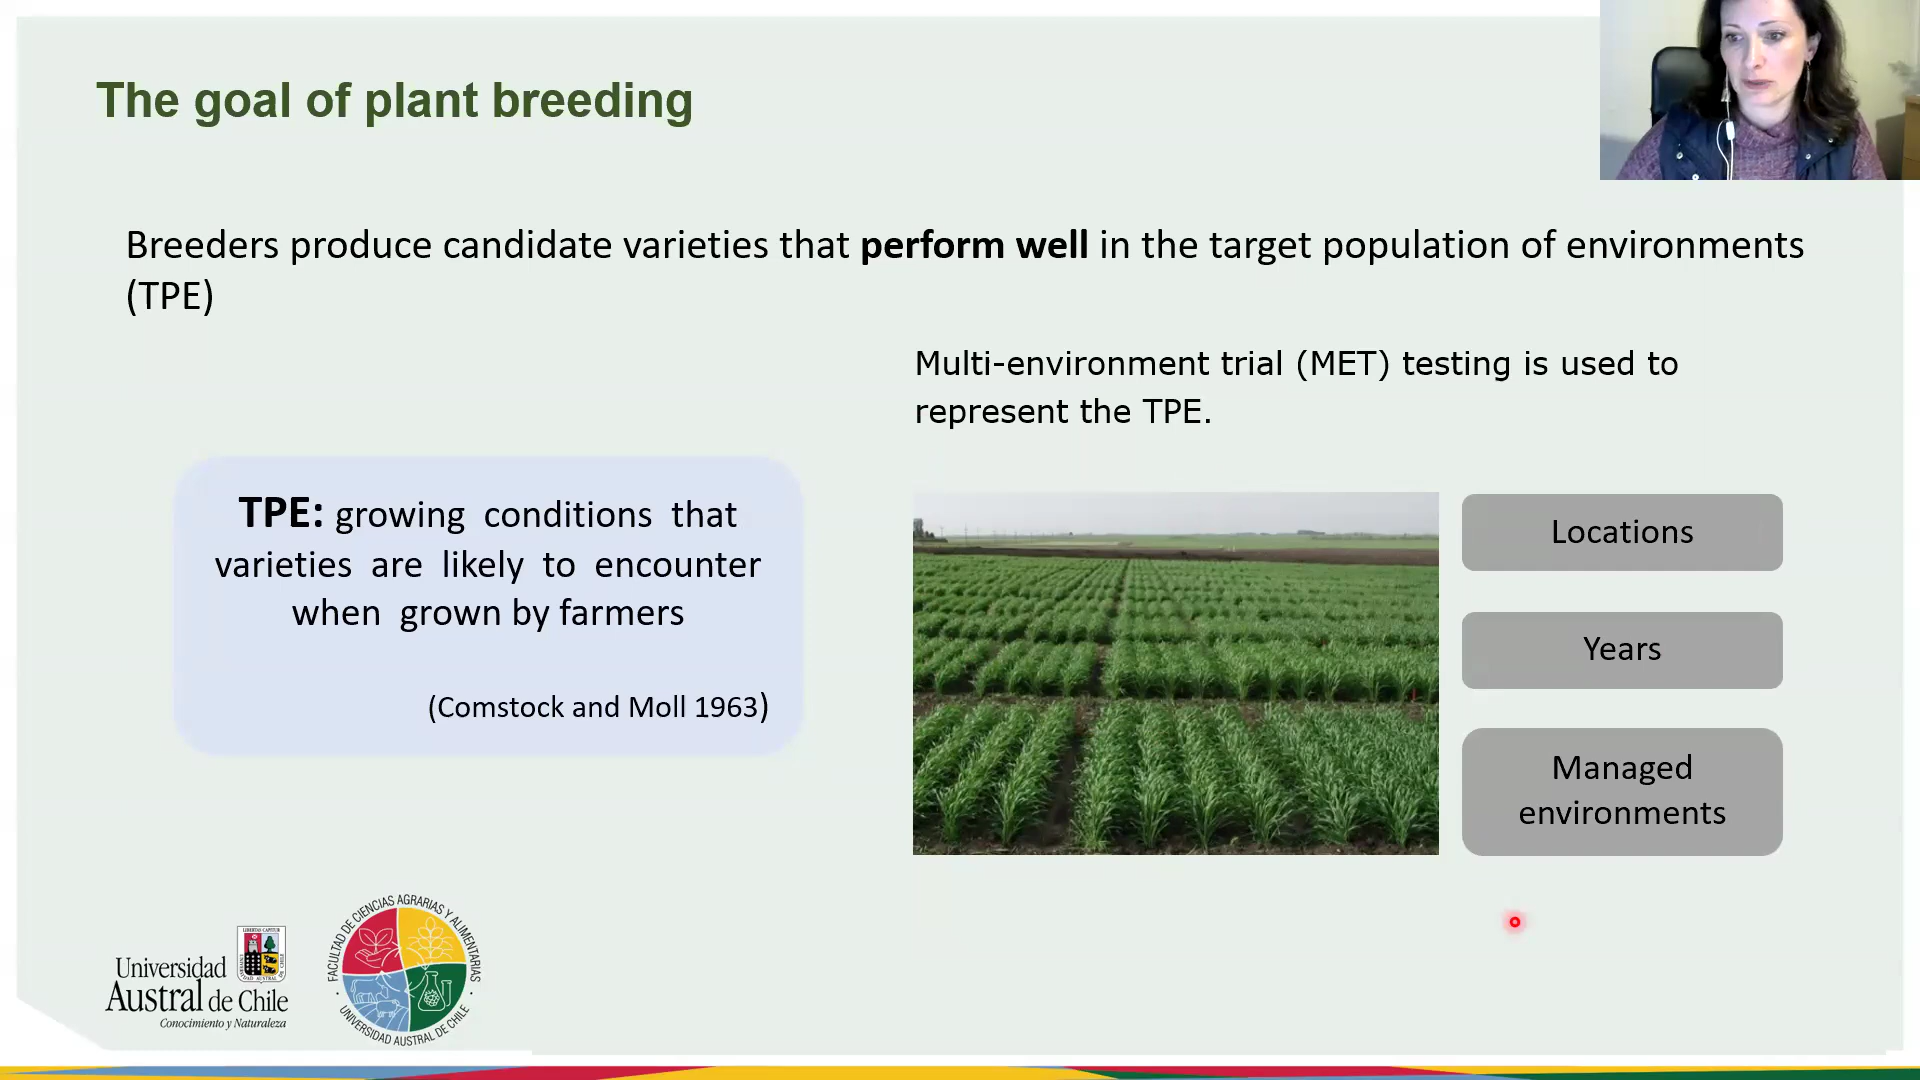 The goal of plant breeding
Breeders produce candidate varieties that perform well in the target population of environments
(TPE)
Multi-environment trial (MET) testing is used to
represent the TPE.
TPE: growing conditions that
varieties are likely to encounter
when grown by farmers
(Comstock and Moll 1963)
Locations
Years
Managed
environments
Universidad
Austral de Chile
Conocimiento y Naturaleza
LIBERTAS CAPITUR
FACULTAD DE CIENCIAS AGRARIAS Y ALIMENTARIAS
UNIVERSIDAD AUSTRAL DE CHILE